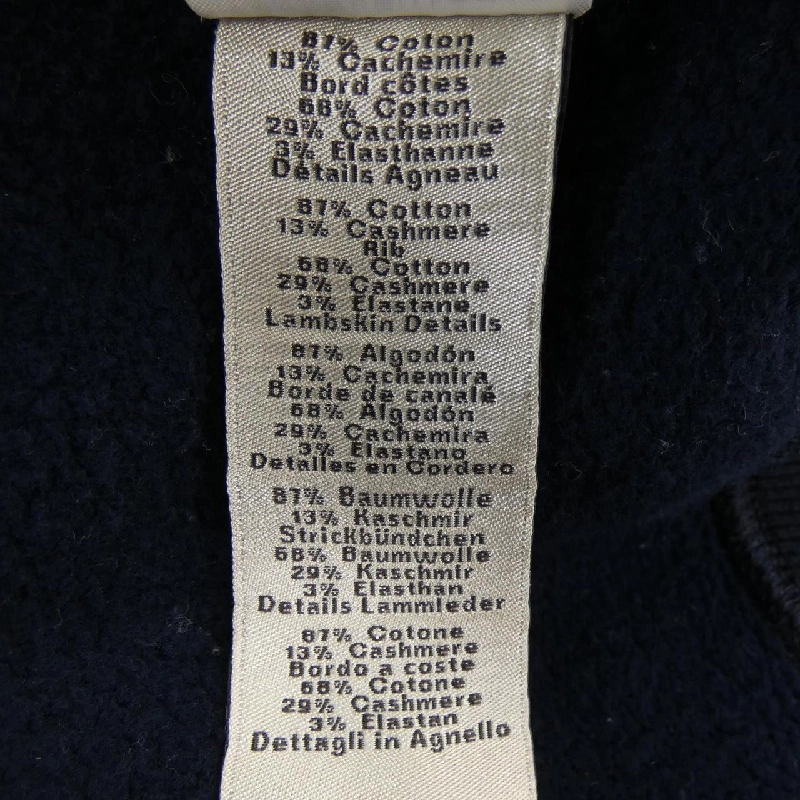 87% Coton
13% Cachemire
Bord côtes
68% Coton
29% Cachemire
3% Elasthanne
Détails Agneau
87% Cotton
13% Cashmere
Rib
68% Cotton
29% Cashmere
3% Elastane
Lambskin Details
87% Algodón
13% Cachemira
Borde de canalé
68% Algodón
29% Cachemira
3% Elastano
Detalles en Cordero
87% Baumwolle
13% Kaschmir
Strickbündchen
68% Baumwolle
29% Kaschmir
3% Elasthan
Details Lammleder
87% Cotone
13% Cashmere
Bordo a coste
68% Cotone
29% Cashmere
3% Elastan
Dettagli in Agnello